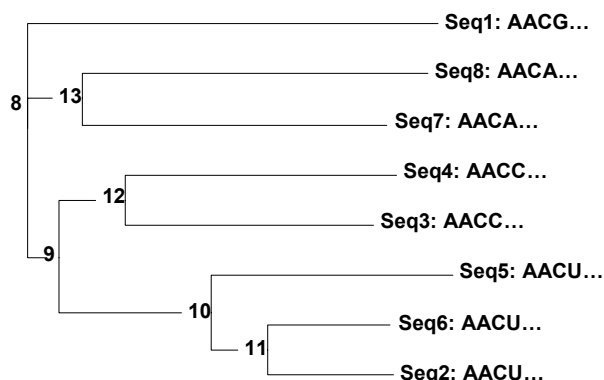 Seq1: AACG...
Seq8: AACA...
13
8
Seq7: AACA...
Seq4: AACC...
12
Seq3: AACC...
9
Seq5: AACU...
10
Seq6: AACU...
11
Seq2: AACU...